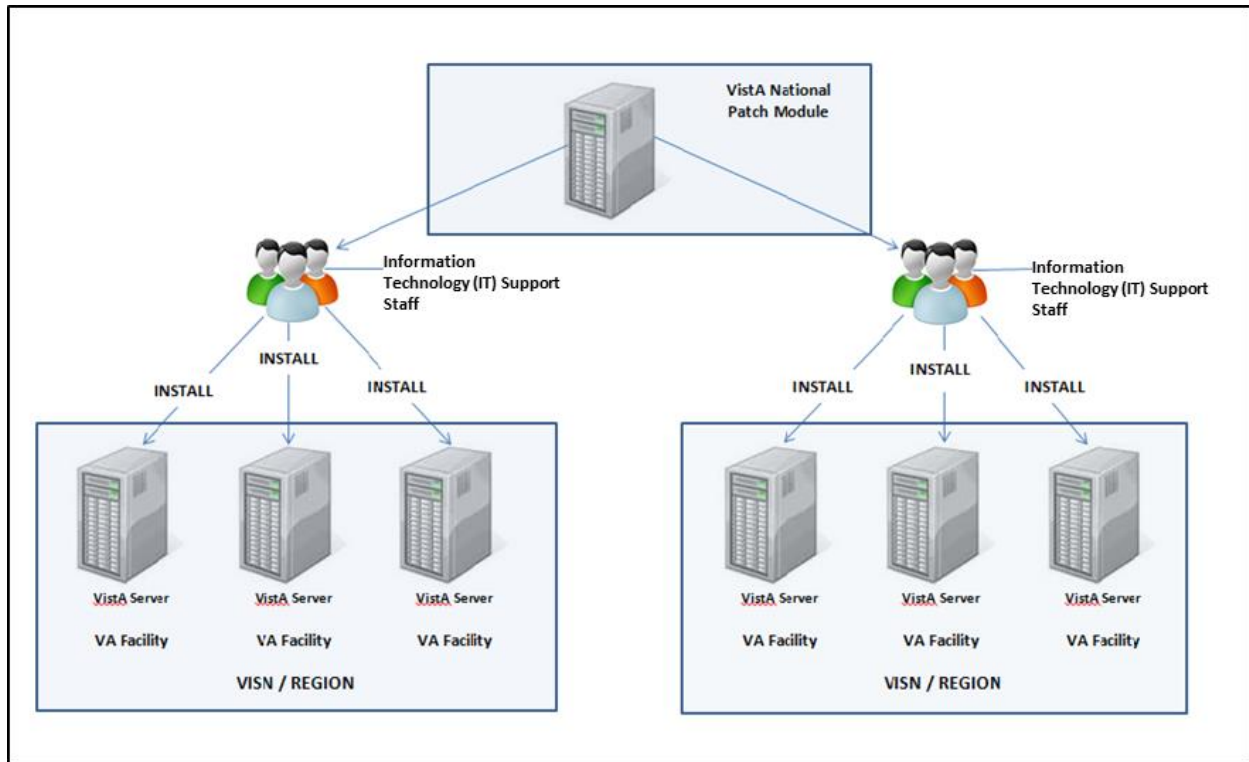 VistA National
Patch Module
Information
Technology (IT) Support
Staff
Information
Technology (IT) Support
Staff
INSTALL
INSTALL
INSTALL
INSTALL
INSTALL
INSTALL
VistA Server
VistA Server
VistA Server
VA Facility
VA Facility
VA Facility
VISN / REGION
VistA Server
VistA Server
VistA Server
VA Facility
VA Facility
VA Facility
VISN / REGION